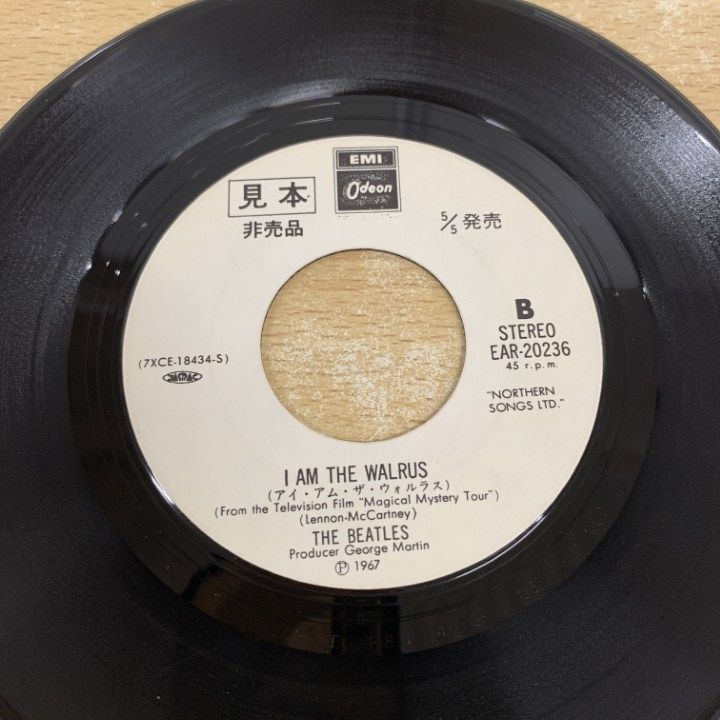 EMI
Odeon
見本
非売品
5/5 発売
B
STEREO
EAR-20236
45 r.p.m.
(7XCE-18434-S)
JASRAC
"NORTHERN
SONGS LTD."
I AM THE WALRUS
(アイ・アム・ザ・ウォルラス)
(From the Television Film "Magical Mystery Tour")
(Lennon-McCartney)
THE BEATLES
Producer George Martin
Ⓟ 1967